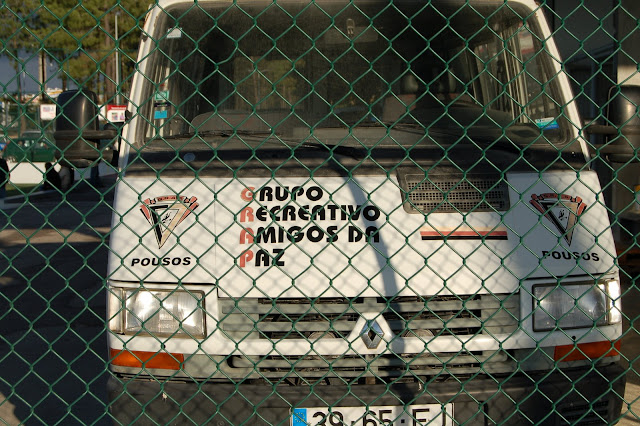 GRUPO
RECREATIVO
AMIGOS DA
PAZ
POUSOS
POUSOS